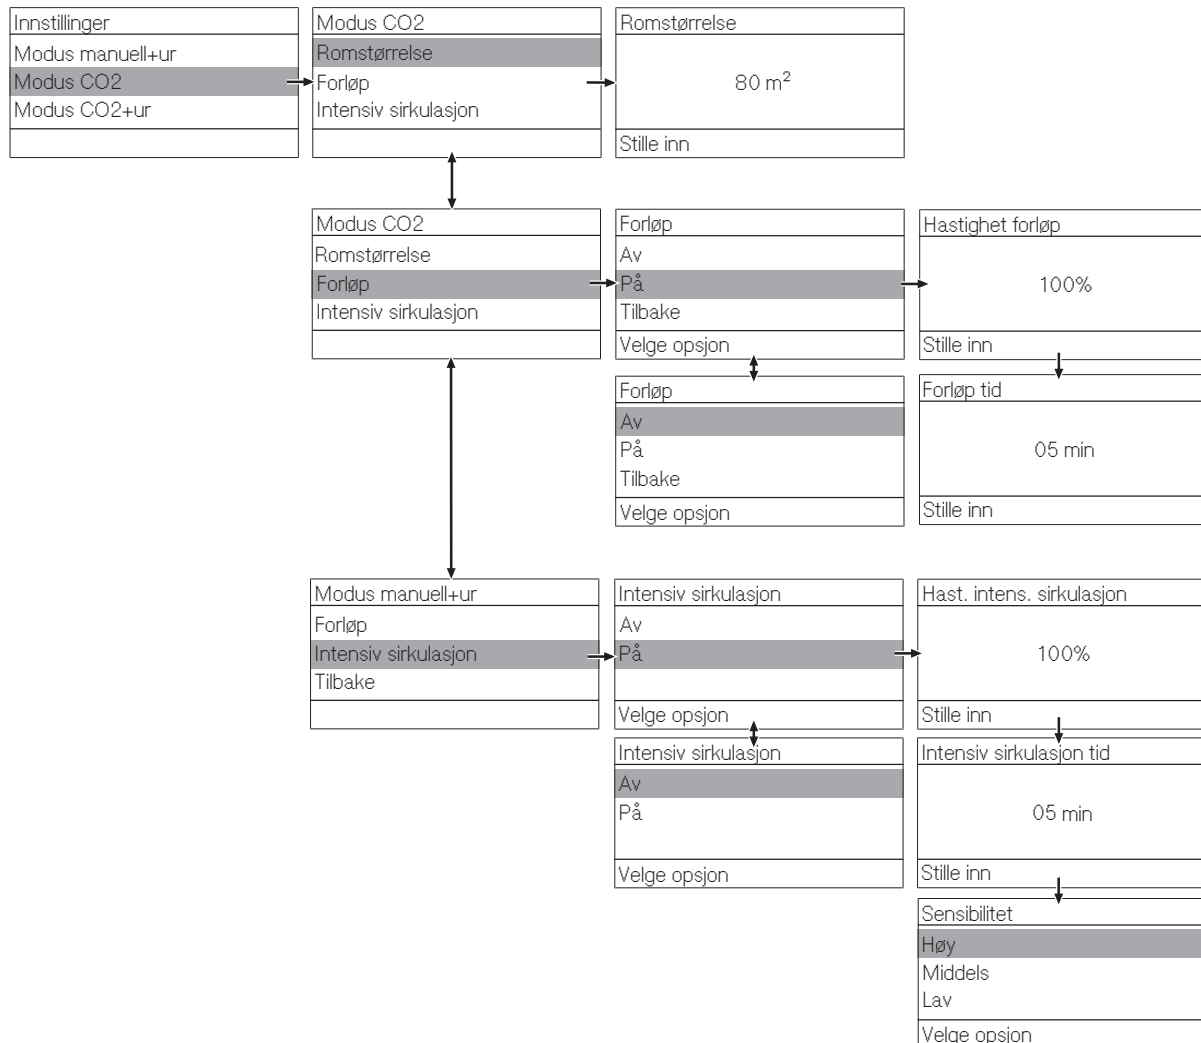 Innstillinger
Modus manuell+ur
Modus CO2
Modus CO2+ur
Modus CO2
Romstørrelse
Forløp
Intensiv sirkulasjon
Romstørrelse
80 m²
Stille inn
Modus CO2
Romstørrelse
Forløp
Intensiv sirkulasjon
Forløp
Av
På
Tilbake
Velge opsjon
Hastighet forløp
100%
Stille inn
Forløp
Av
På
Tilbake
Velge opsjon
Forløp tid
05 min
Stille inn
Modus manuell+ur
Forløp
Intensiv sirkulasjon
Tilbake
Intensiv sirkulasjon
Av
På
Velge opsjon
Hast. intens. sirkulasjon
100%
Stille inn
Intensiv sirkulasjon
Av
På
Velge opsjon
Intensiv sirkulasjon tid
05 min
Stille inn
Sensibilitet
Høy
Middels
Lav
Velge opsjon